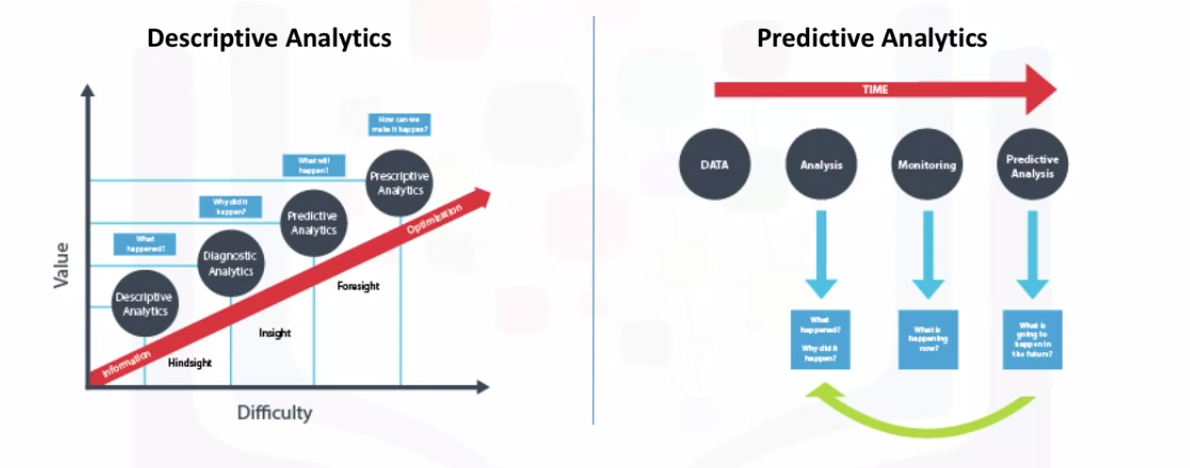 Descriptive Analytics
Value
How can we
make it happen?
What will
happen?
Prescriptive
Analytics
Why did it
happen?
Predictive
Analytics
What
happened?
Diagnostic
Analytics
Descriptive
Analytics
Information
Optimization
Hindsight
Insight
Foresight
Difficulty
Predictive Analytics
TIME
DATA
Analysis
Monitoring
Predictive
Analysis
What
happened?
Why did it
happen?
What is
happening
now?
What is
going to
happen in
the future?